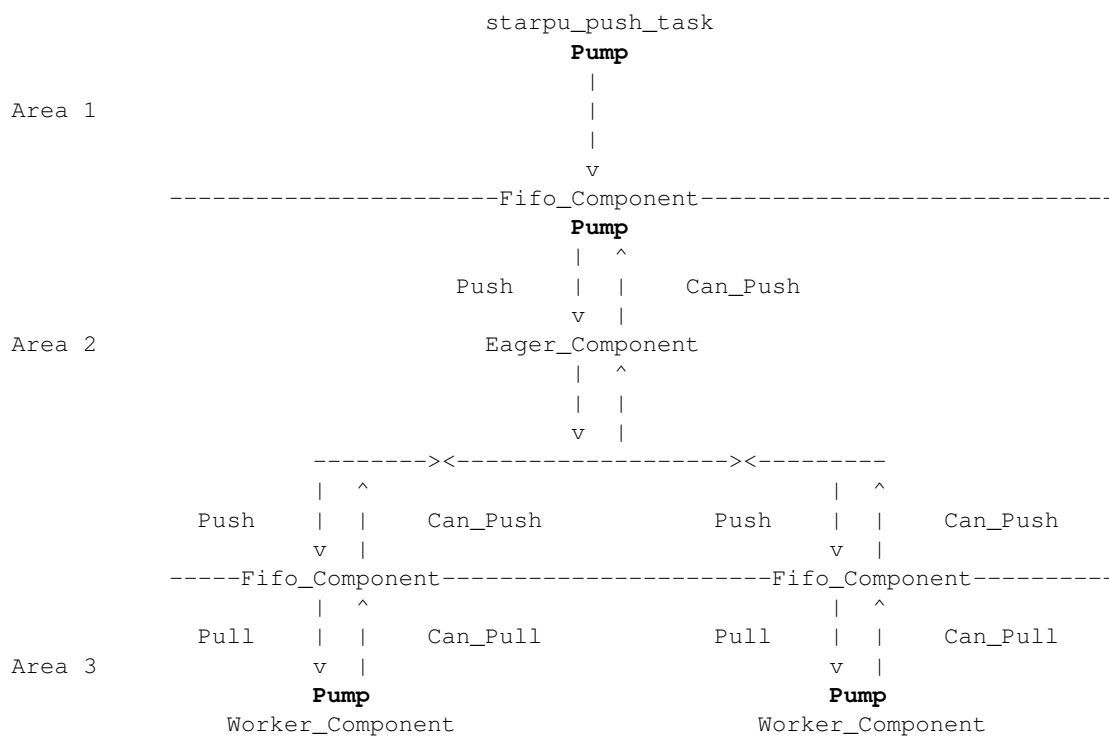 starpu_push_task
Pump
|
Area 1 |
|
v
-----------------------Fifo_Component-----------------------------
Pump
| ^
Push | | Can_Push
v |
Area 2 Eager_Component
| ^
| |
v |
--------><-------------------><---------
| ^ | ^
Push | | Can_Push Push | | Can_Push
v | v |
-----Fifo_Component-----------------------Fifo_Component----------
| ^ | ^
Pull | | Can_Pull Pull | | Can_Pull
Area 3 v | v |
Pump Pump
Worker_Component Worker_Component